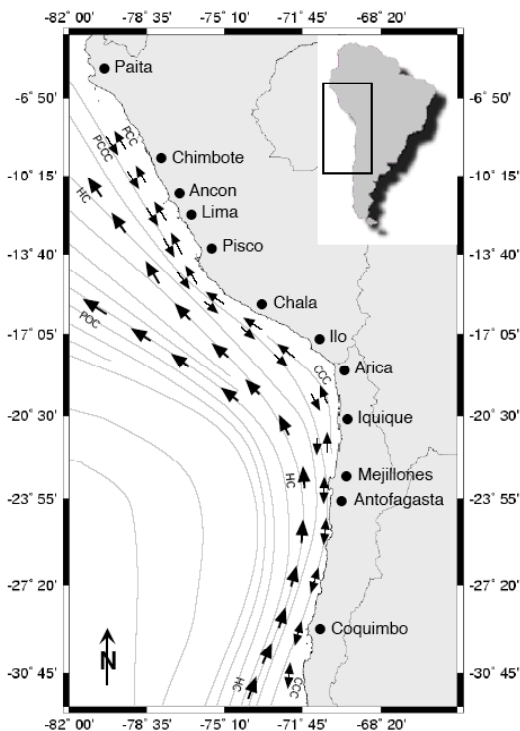 -82° 00' -78° 35' -75° 10' -71° 45' -68° 20'
Paita
-6° 50' -6° 50'
PCC
PCCC
Chimbote
-10° 15' -10° 15'
HC
Ancon
Lima
-13° 40' Pisco -13° 40'
Chala
POC
-17° 05' Ilo -17° 05'
Arica
CCC
-20° 30' Iquique -20° 30'
HC
Mejillones
-23° 55' Antofagasta -23° 55'
-27° 20' -27° 20'
Coquimbo
N
-30° 45' HC CCC -30° 45'
-82° 00' -78° 35' -75° 10' -71° 45' -68° 20'